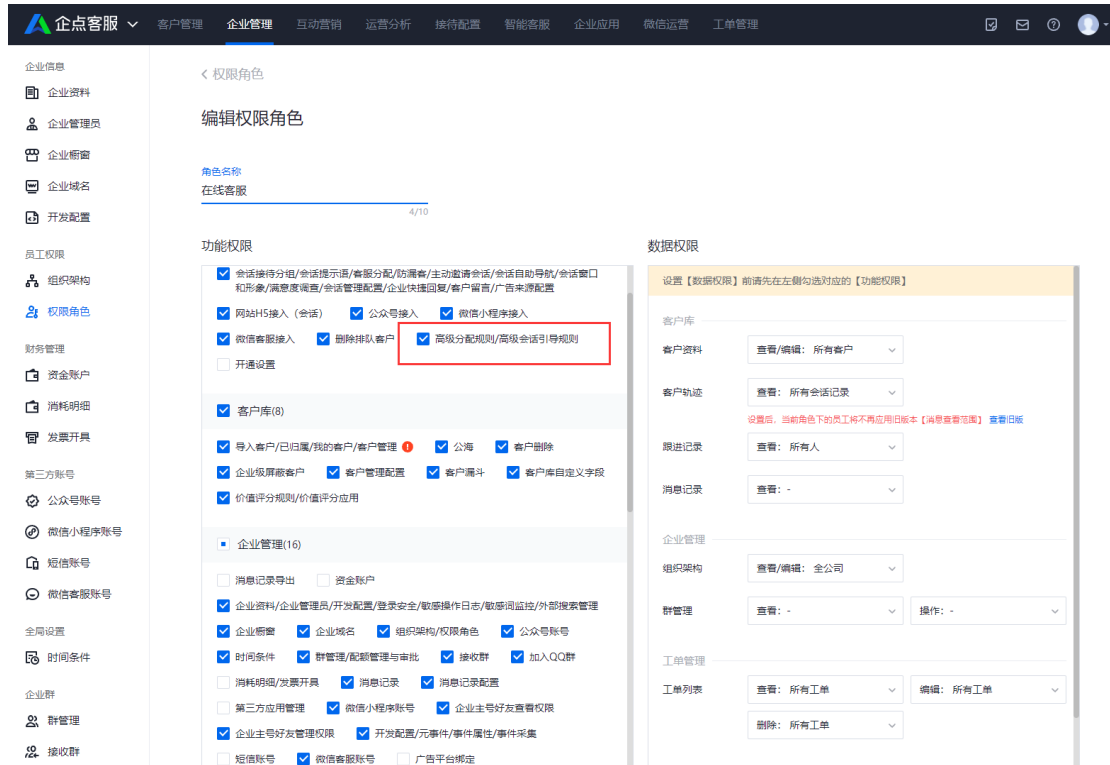 企点客服 客户管理 企业管理 互动营销 运营分析 接待配置 智能客服 企业应用 微信运营 工单管理
企业信息
企业资料
企业管理员
企业橱窗
企业域名
开发配置
员工权限
组织架构
权限角色
财务管理
资金账户
消耗明细
发票开具
第三方账号
公众号账号
微信小程序账号
短信账号
微信客服账号
全局设置
时间条件
企业群
群管理
接收群
权限角色
编辑权限角色
角色名称
在线客服
4/10
功能权限
会话接待分组/会话提示语/客服分配/防漏客/主动邀请会话/会话自助导航/会话窗口
和形象/满意度调查/会话管理配置/企业快捷回复/客户留言/广告来源配置
网站H5接入（会话） 公众号接入 微信小程序接入
微信客服接入 删除排队客户 高级分配规则/高级会话引导规则
开通设置
客户库(8)
导入客户/已归属/我的客户/客户管理 公海 客户删除
企业级屏蔽客户 客户管理配置 客户漏斗 客户库自定义字段
价值评分规则/价值评分应用
企业管理(16)
消息记录导出 资金账户
企业资料/企业管理员/开发配置/登录安全/敏感操作日志/敏感词监控/外部搜索管理
企业橱窗 企业域名 组织架构/权限角色 公众号账号
时间条件 群管理/配额管理与审批 接收群 加入QQ群
消耗明细/发票开具 消息记录 消息记录配置
第三方应用管理 微信小程序账号 企业主号好友查看权限
企业主号好友管理权限 开发配置/元事件/事件属性/事件采集
短信账号 微信客服账号 广告平台绑定
数据权限
设置【数据权限】前请先在左侧勾选对应的【功能权限】
客户库
客户资料 查看/编辑： 所有客户
客户轨迹 查看： 所有会话记录
设置后，当前角色下的员工将不再应用旧版本【消息查看范围】 查看旧版
跟进记录 查看： 所有人
消息记录 查看： -
企业管理
组织架构 查看/编辑： 全公司
群管理 查看： - 操作： -
工单管理
工单列表 查看： 所有工单 编辑： 所有工单
删除： 所有工单